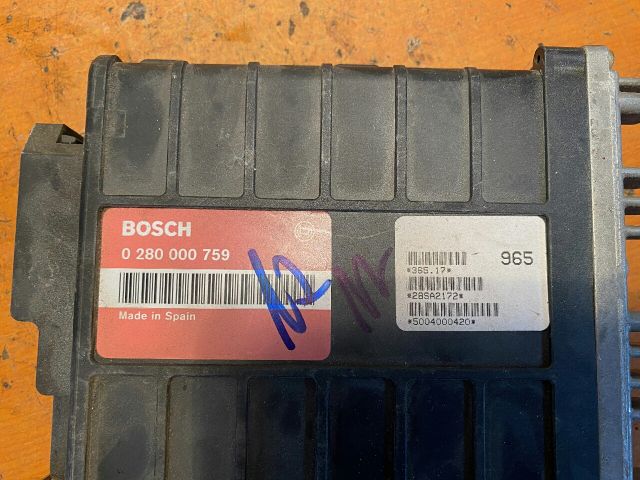 BOSCH
0 280 000 759
Made in Spain
965
*365.17*
*28SA2172*
*5004000420*